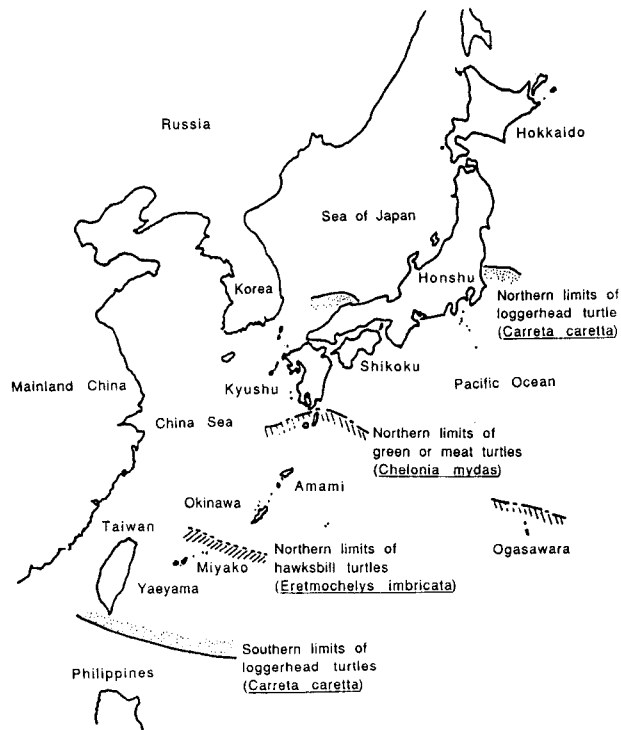 Russia
Hokkaido
Sea of Japan
Honshu
Korea
Northern limits of
loggerhead turtle
(Carreta caretta)
Shikoku
Mainland China
Kyushu
Pacific Ocean
China Sea
Northern limits of
green or meat turtles
(Chelonia mydas)
Amami
Okinawa
Taiwan
Ogasawara
Northern limits of
hawksbill turtles
(Eretmochelys imbricata)
Miyako
Yaeyama
Southern limits of
loggerhead turtles
(Carreta caretta)
Philippines